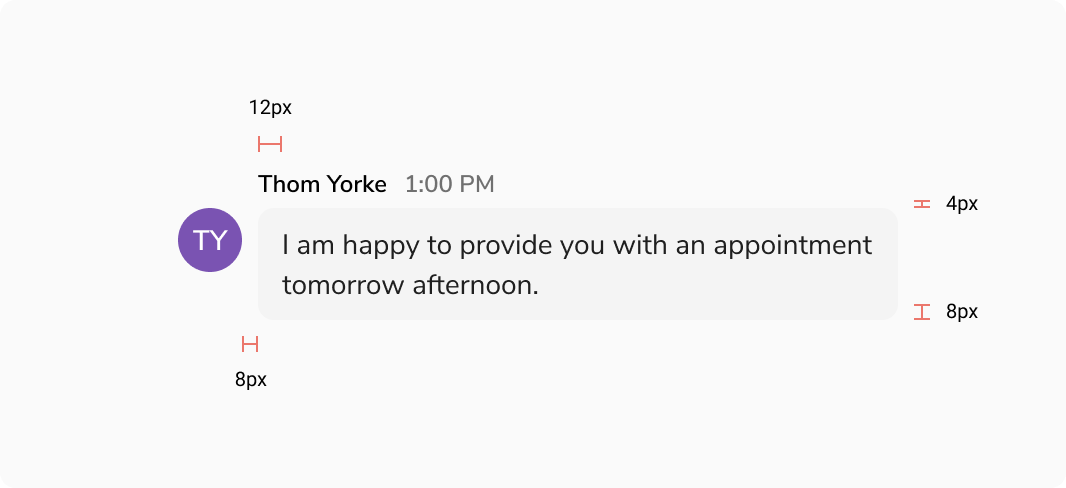 12px
Thom Yorke 1:00 PM
4px
TY
I am happy to provide you with an appointment
tomorrow afternoon.
8px
8px